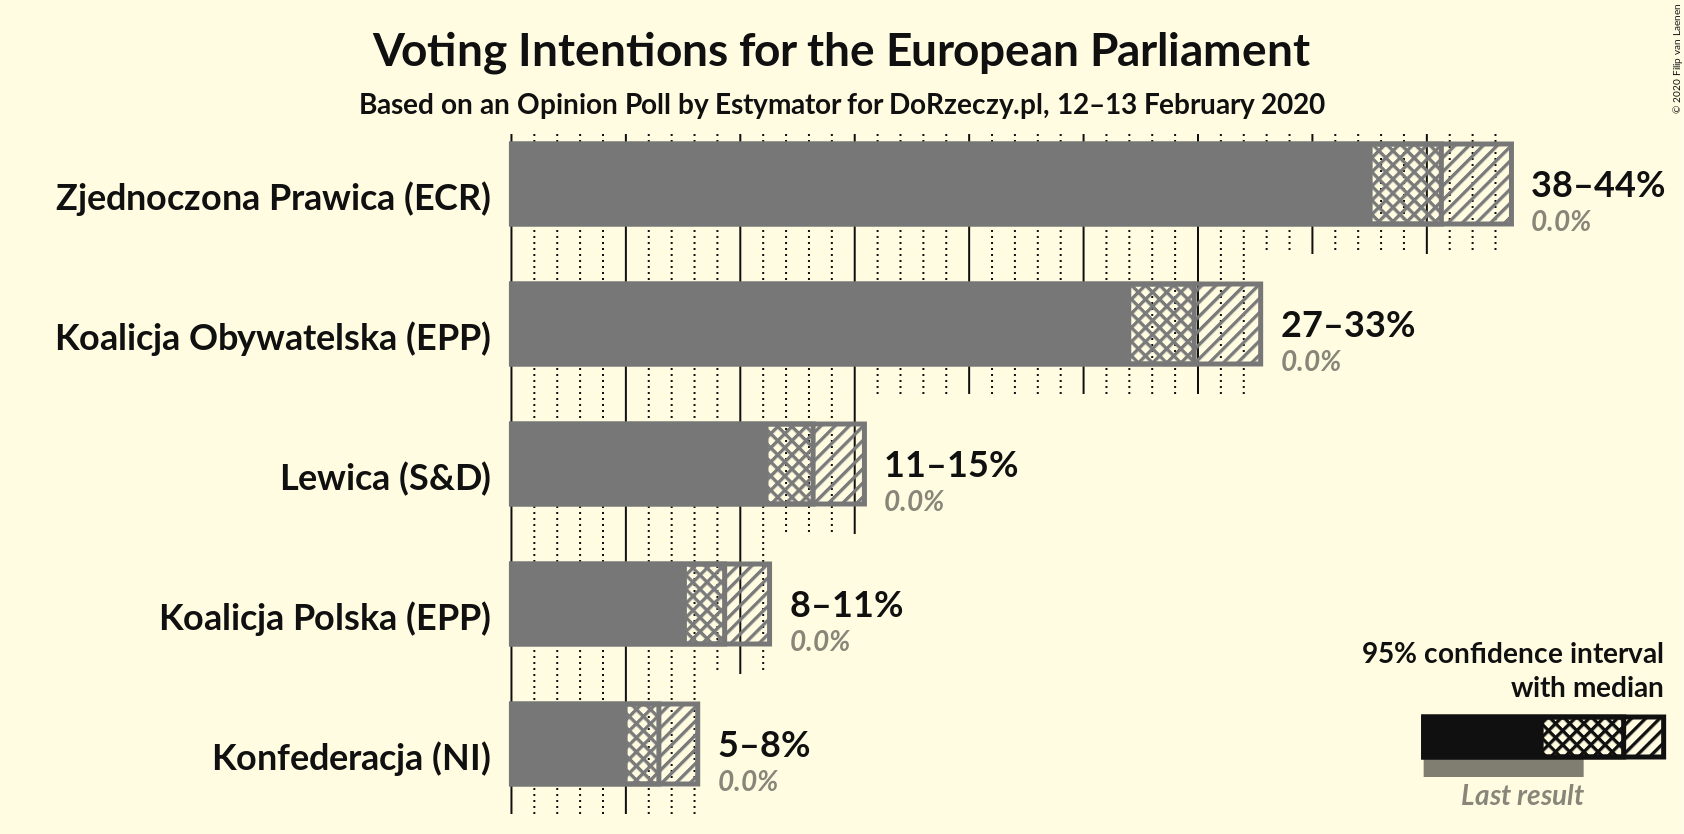 Voting Intentions for the European Parliament
Based on an Opinion Poll by Estymator for DoRzeczy.pl, 12–13 February 2020
© 2020 Filip van Laenen
Zjednoczona Prawica (ECR)
38–44%
0.0%
Koalicja Obywatelska (EPP)
27–33%
0.0%
Lewica (S&D)
11–15%
0.0%
Koalicja Polska (EPP)
8–11%
0.0%
Konfederacja (NI)
5–8%
0.0%
95% confidence interval
with median
Last result